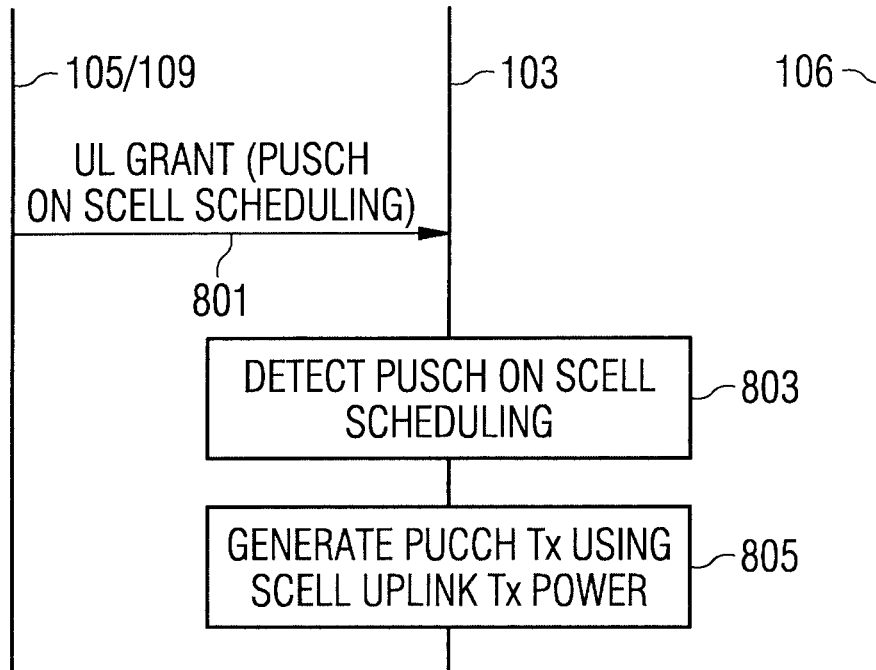 105/109
103
106
UL GRANT (PUSCH
ON SCELL SCHEDULING)
801
DETECT PUSCH ON SCELL
SCHEDULING
803
GENERATE PUCCH Tx USING
SCELL UPLINK Tx POWER
805